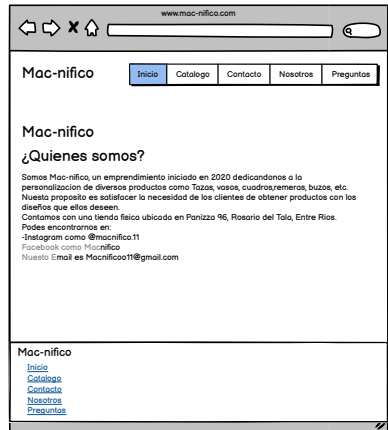 www.mac-nifico.com
Mac-nifico
Inicio Catalogo Contacto Nosotros Preguntas
Mac-nifico
¿Quienes somos?
Somos Mac-nifico, un emprendimiento iniciado en 2020 dedicandonos a la
personalizacion de diversos productos como Tazas, vasos, cuadros,remeras, buzos, etc.
Nuesta proposito es satisfacer la necesidad de los clientes de obtener productos con los
diseños que ellos deseen.
Contamos con una tienda fisica ubicada en Panizza 96, Rosario del Tala, Entre Rios.
Podes encontrarnos en:
-Instagram como @macnifico.11
Facebook como Macnifico
Nuesto Email es Macnificoo11@gmail.com
Mac-nifico
Inicio
Catalogo
Contacto
Nosotros
Preguntas